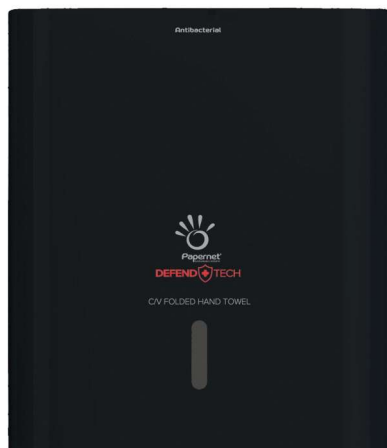 Antibacterial
Papernet
DEFEND TECH
C/V FOLDED HAND TOWEL